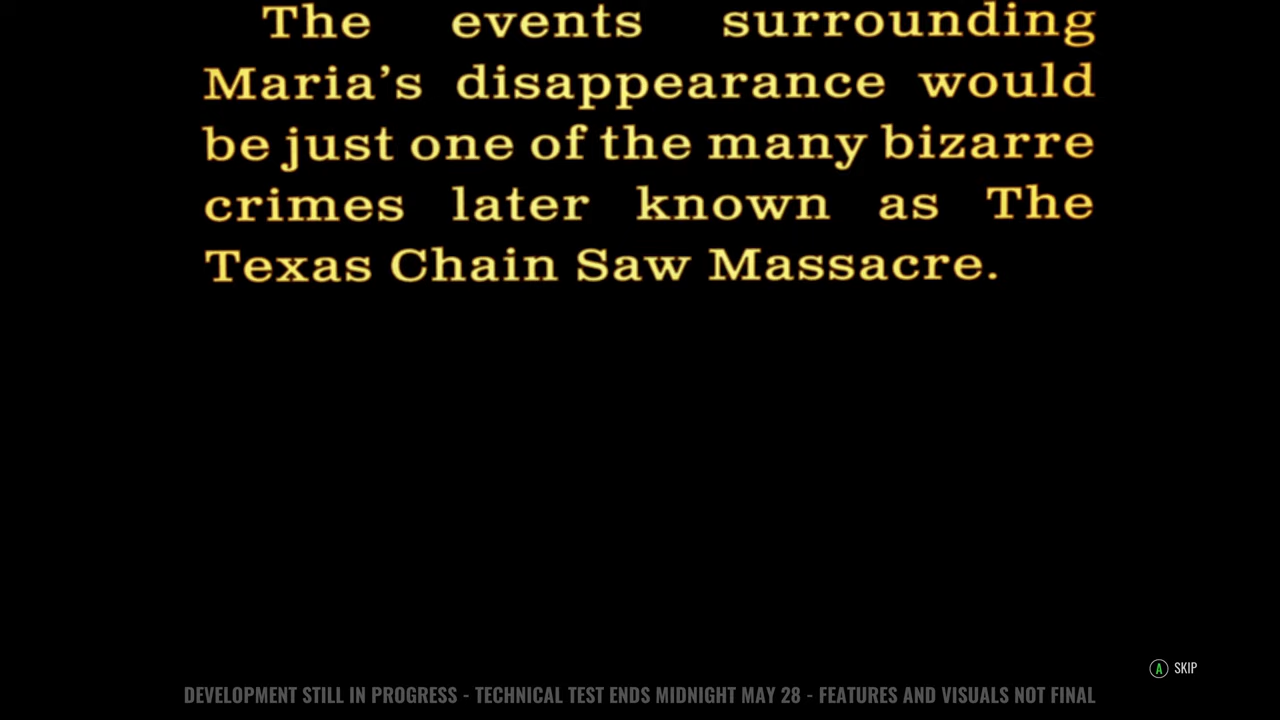 The events surrounding
Maria’s disappearance would
be just one of the many bizarre
crimes later known as The
Texas Chain Saw Massacre.
A SKIP
DEVELOPMENT STILL IN PROGRESS - TECHNICAL TEST ENDS MIDNIGHT MAY 28 - FEATURES AND VISUALS NOT FINAL